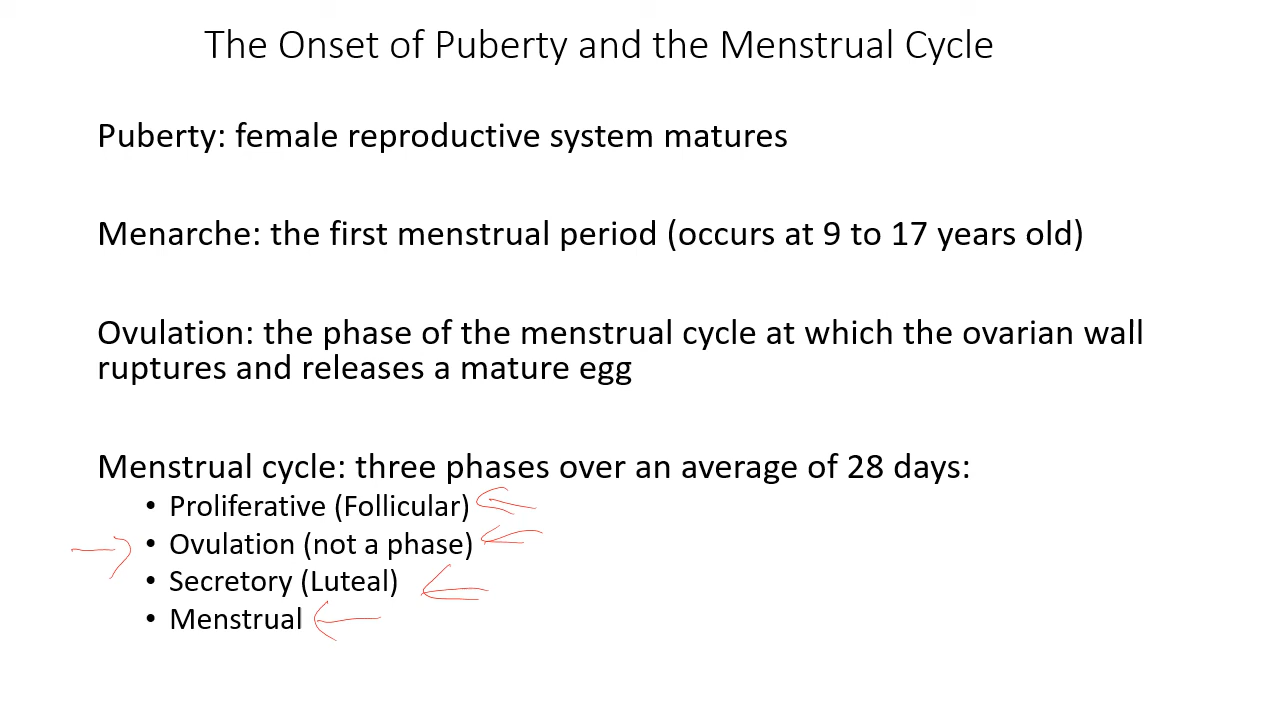 The Onset of Puberty and the Menstrual Cycle
Puberty: female reproductive system matures
Menarche: the first menstrual period (occurs at 9 to 17 years old)
Ovulation: the phase of the menstrual cycle at which the ovarian wall
ruptures and releases a mature egg
Menstrual cycle: three phases over an average of 28 days:
• Proliferative (Follicular)
• Ovulation (not a phase)
• Secretory (Luteal)
• Menstrual